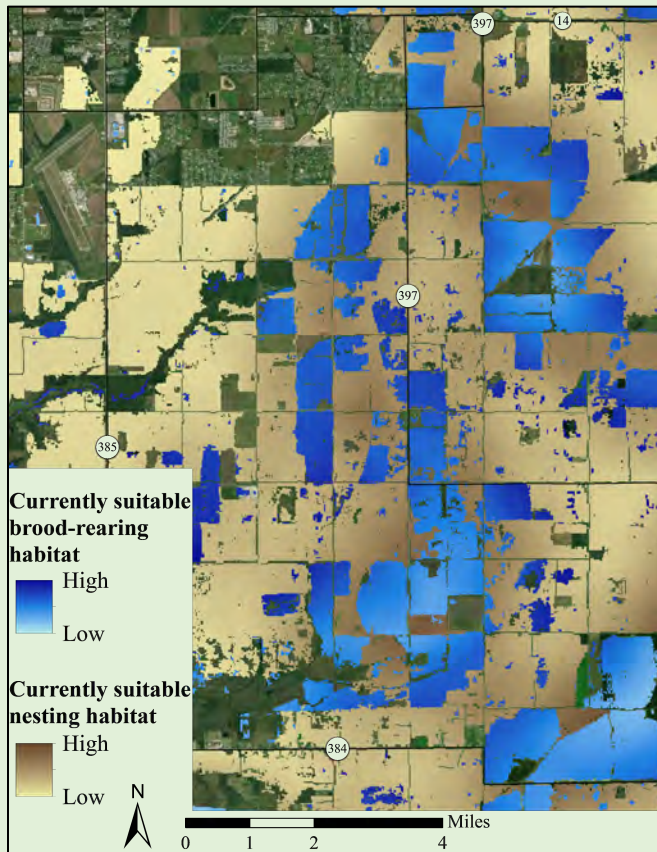 397
14
397
385
Currently suitable
brood-rearing
habitat
High
Low
Currently suitable
nesting habitat
High
Low
384
N
Miles
0 1 2 4